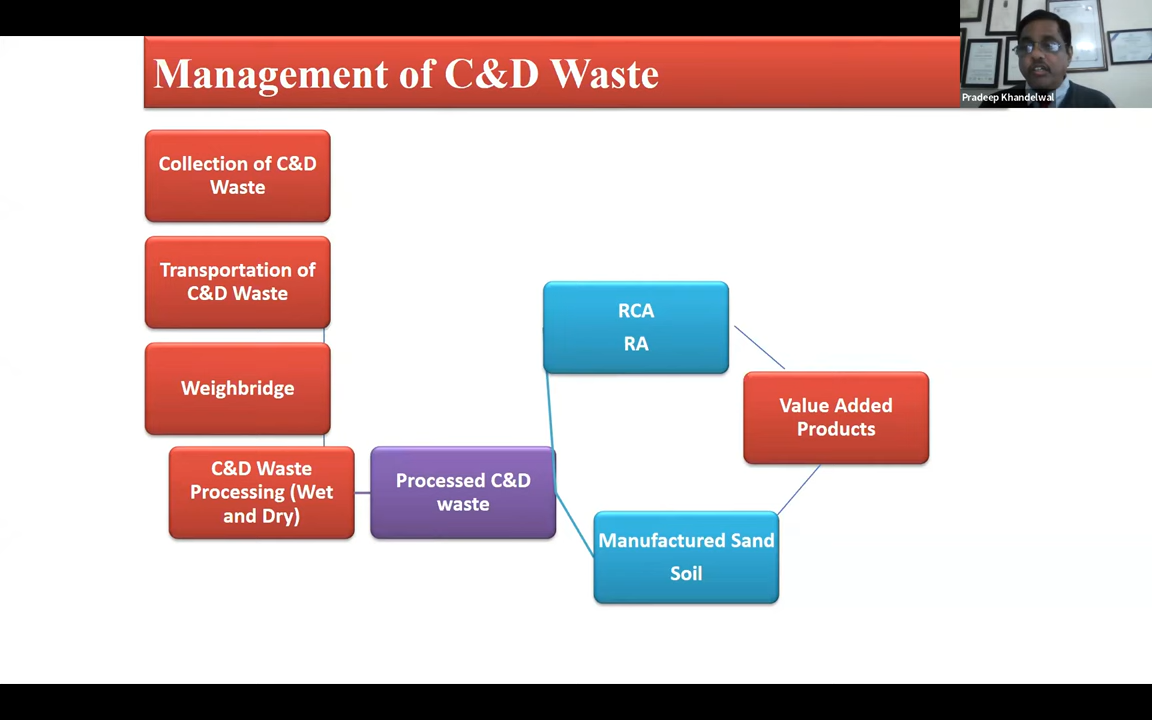 Management of C&D Waste
Pradeep Khandelwal
Collection of C&D
Waste
Transportation of
C&D Waste
Weighbridge
C&D Waste
Processing (Wet
and Dry)
Processed C&D
waste
RCA
RA
Manufactured Sand
Soil
Value Added
Products